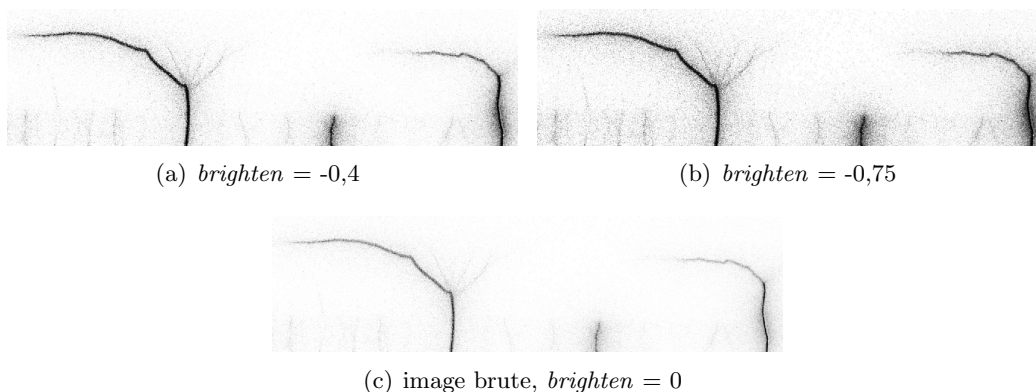 (a) brighten = -0,4
(b) brighten = -0,75
(c) image brute, brighten = 0